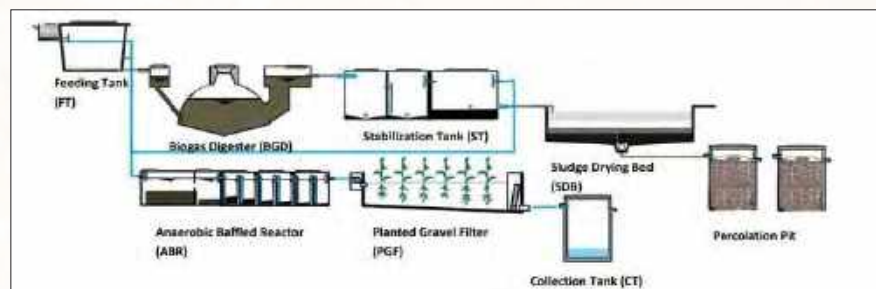 Feeding Tank
(FT)
Biogas Digester (BGD)
Stabilization Tank (ST)
Sludge Drying Bed
(SDB)
Percolation Pit
Anaerobic Baffled Reactor
(ABR)
Planted Gravel Filter
(PGF)
Collection Tank (CT)